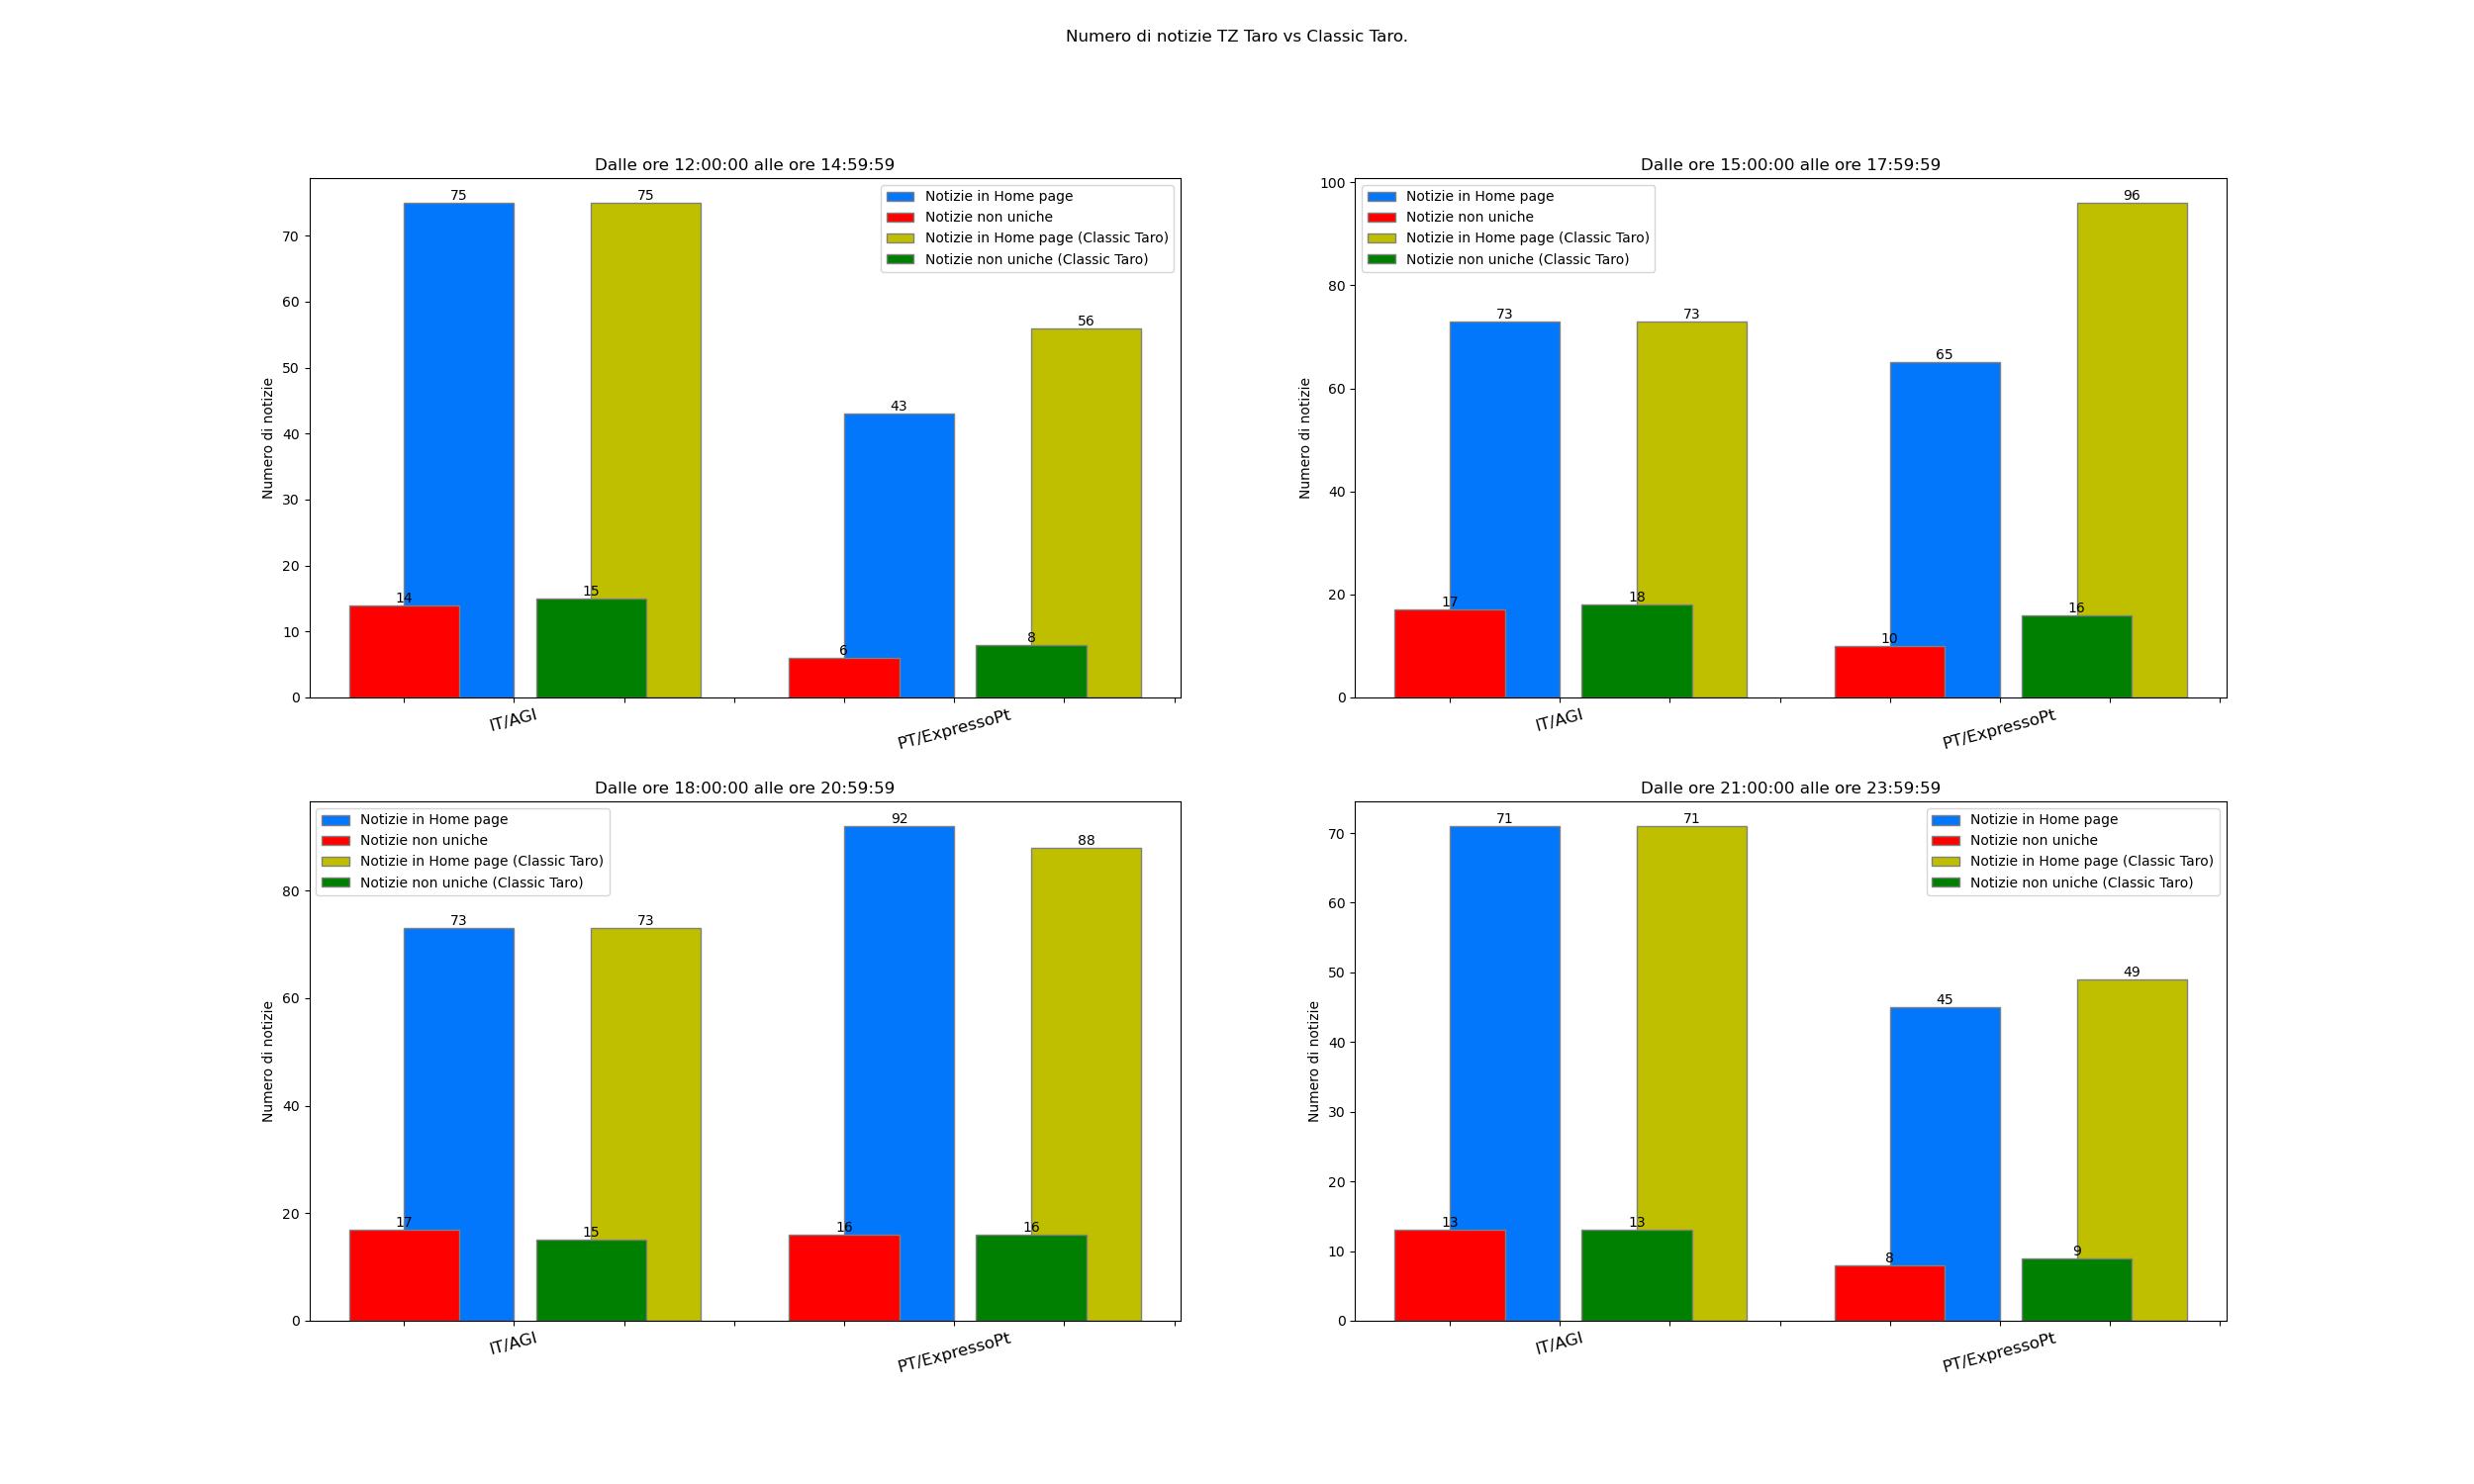 Numero di notizie TZ Taro vs Classic Taro.
Dalle ore 12:00:00 alle ore 14:59:59
Numero di notizie
70
60
50
40
30
20
10
0
75
75
43
56
14
15
6
8
Notizie in Home page
Notizie non uniche
Notizie in Home page (Classic Taro)
Notizie non uniche (Classic Taro)
IT/AGI
PT/ExpressoPt
Dalle ore 15:00:00 alle ore 17:59:59
Numero di notizie
100
80
60
40
20
0
Notizie in Home page
Notizie non uniche
Notizie in Home page (Classic Taro)
Notizie non uniche (Classic Taro)
73
73
65
96
17
18
10
16
IT/AGI
PT/ExpressoPt
Dalle ore 18:00:00 alle ore 20:59:59
Numero di notizie
80
60
40
20
0
Notizie in Home page
Notizie non uniche
Notizie in Home page (Classic Taro)
Notizie non uniche (Classic Taro)
73
73
92
88
17
15
16
16
IT/AGI
PT/ExpressoPt
Dalle ore 21:00:00 alle ore 23:59:59
Numero di notizie
70
60
50
40
30
20
10
0
71
71
45
49
13
13
8
9
Notizie in Home page
Notizie non uniche
Notizie in Home page (Classic Taro)
Notizie non uniche (Classic Taro)
IT/AGI
PT/ExpressoPt